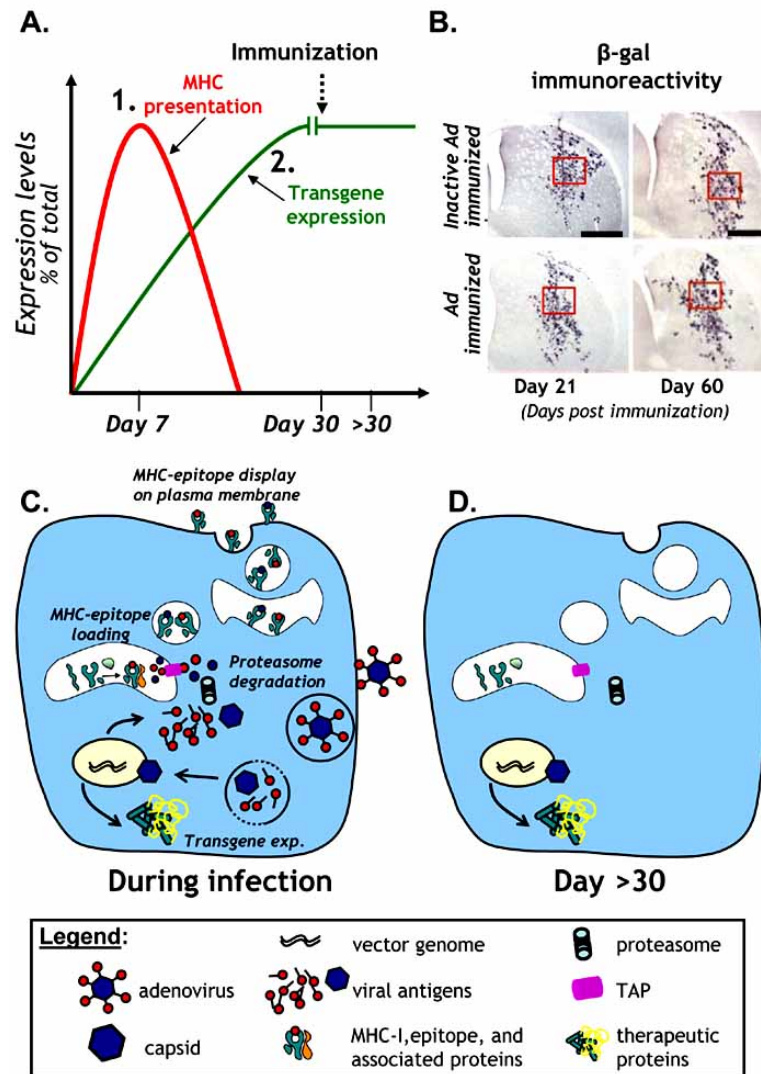 A.
Immunization
1.
MHC
presentation
2.
Transgene
expression
Expression levels
% of total
Day 7
Day 30 >30
B.
β-gal
immunoreactivity
Inactive Ad
immunized
Ad
immunized
Day 21
Day 60
(Days post immunization)
C.
MHC-epitope display
on plasma membrane
MHC-epitope
loading
Proteasome
degradation
Transgene exp.
During infection
D.
Day >30
Legend:
adenovirus
capsid
vector genome
viral antigens
MHC-I,epitope, and
associated proteins
proteasome
TAP
therapeutic
proteins